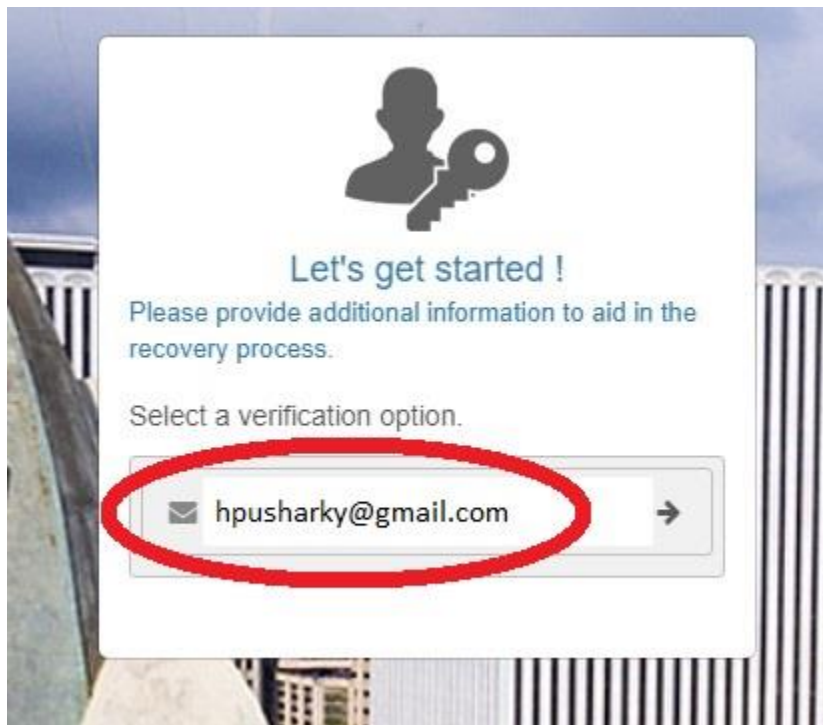 Let's get started !
Please provide additional information to aid in the
recovery process.
Select a verification option.
hpusharky@gmail.com